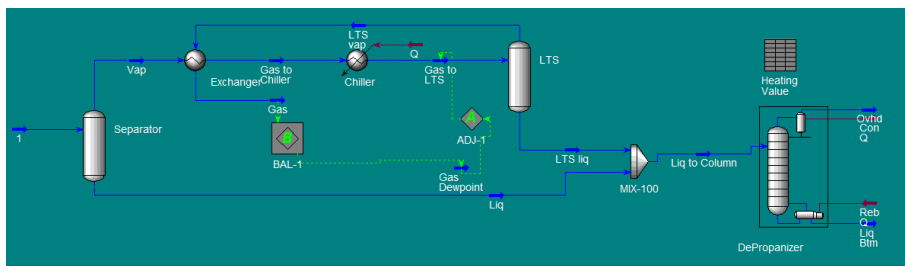 LTS
vap
Q
Vap
Exchanger
Gas to
Chiller
Chiller
Gas to
LTS
LTS
Heating
Value
Gas
1
Separator
A
ADJ-1
B
BAL-1
Ovhd
Con
Q
LTS liq
MIX-100
Liq to Column
Gas
Dewpoint
Liq
Reb
Q
Liq
Btm
DePropanizer